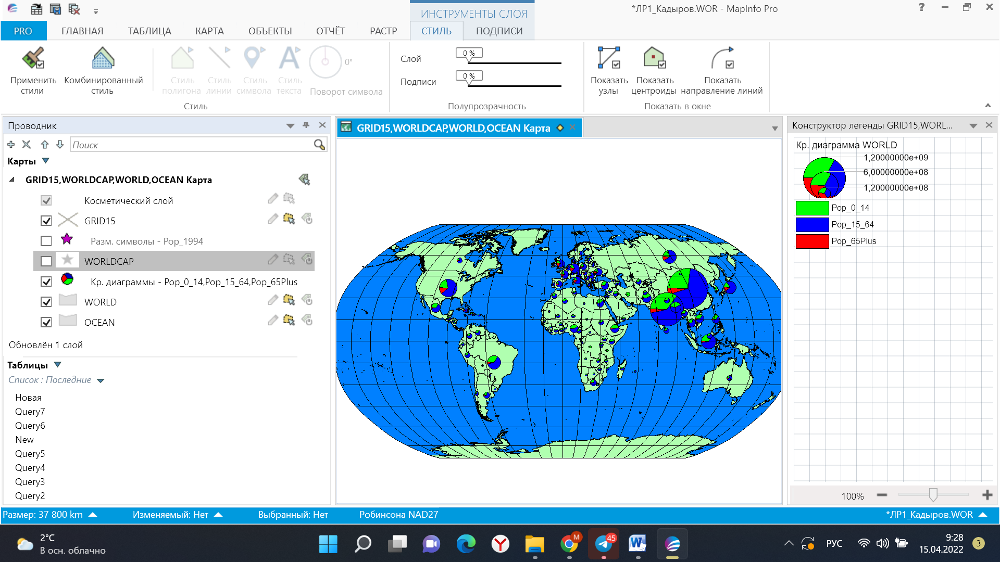 ИНСТРУМЕНТЫ СЛОЯ
*ЛР1_Кадыров.WOR - MapInfo Pro
PRO
ГЛАВНАЯ
ТАБЛИЦА
КАРТА
ОБЪЕКТЫ
ОТЧЁТ
РАСТР
СТИЛЬ
ПОДПИСИ
Применить
стили
Комбинированный
стиль
Стиль
полигона
Стиль
линии
Стиль
символа
Стиль
текста
0°
Поворот символа
Стиль
Слой
0 %
Подписи
0 %
Полупрозрачность
Показать
узлы
Показать
центроиды
Показать
направление линий
Показать в окне
Проводник
Поиск
Карты
GRID15,WORLDCAP,WORLD,OCEAN Карта
Косметический слой
GRID15
Разм. символы - Pop_1994
WORLDCAP
Кр. диаграммы - Pop_0_14,Pop_15_64,Pop_65Plus
WORLD
OCEAN
Обновлён 1 слой
Таблицы
Список : Последние
Новая
Query7
Query6
New
Query5
Query4
Query3
Query2
GRID15,WORLDCAP,WORLD,OCEAN Карта
Конструктор легенды GRID15,WORL...
Кр. диаграмма WORLD
1,20000000e+09
6,00000000e+08
1,20000000e+08
Pop_0_14
Pop_15_64
Pop_65Plus
100%
Размер: 37 800 km
Изменяемый: Нет
Выбранный: Нет
Робинсона NAD27
*ЛР1_Кадыров.WOR
2°C
В осн. облачно
M
45
РУС
9:28
15.04.2022
3